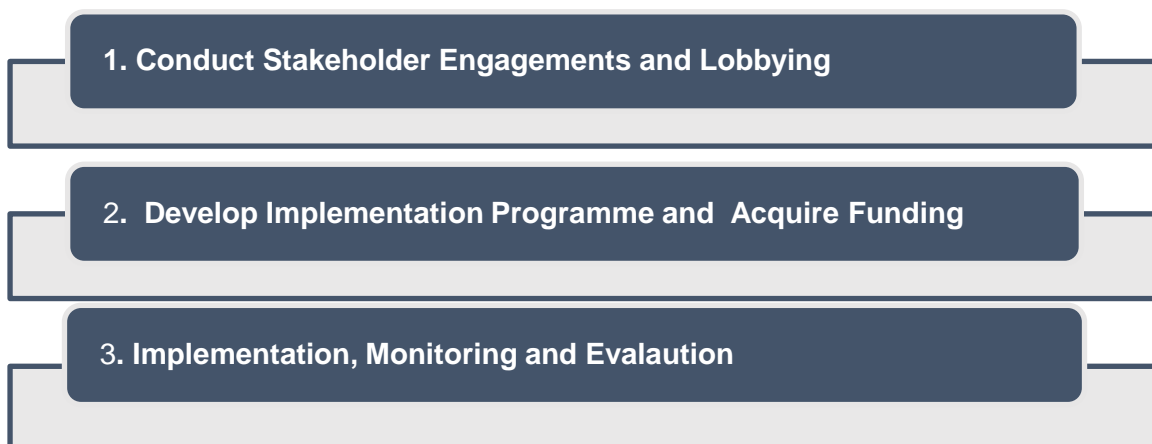 1. Conduct Stakeholder Engagements and Lobbying
2. Develop Implementation Programme and Acquire Funding
3. Implementation, Monitoring and Evalaution